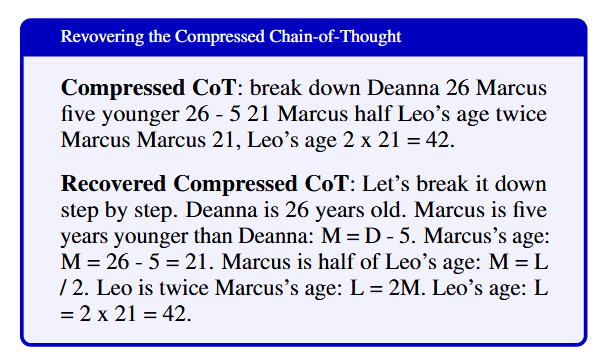 Revovering the Compressed Chain-of-Thought
Compressed CoT: break down Deanna 26 Marcus
five younger 26 - 5 21 Marcus half Leo's age twice
Marcus Marcus 21, Leo's age 2 x 21 = 42.
Recovered Compressed CoT: Let's break it down
step by step. Deanna is 26 years old. Marcus is five
years younger than Deanna: M = D - 5. Marcus's age:
M = 26 - 5 = 21. Marcus is half of Leo's age: M = L
/ 2. Leo is twice Marcus's age: L = 2M. Leo's age: L
= 2 x 21 = 42.